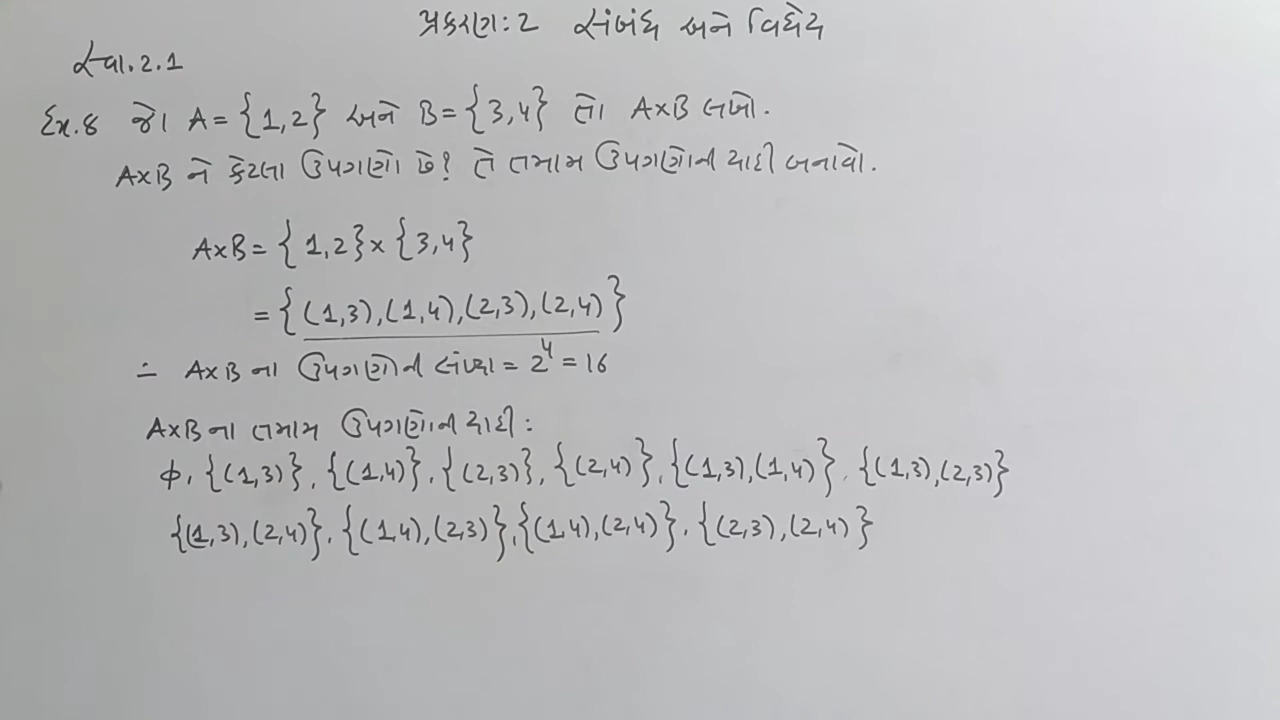 પ્રકરણ: 2 સંબંધ અને વિધેય
સ્વા. 2.1
Ex.8 જો A = {1,2} અને B = {3,4} તો A×B લખો.
A×B ને કેટલા ઉપગણો છે? તે તમામ ઉપગણોની યાદી બનાવો.
A×B = {1,2} × {3,4}
= {(1,3),(1,4),(2,3),(2,4)}
∴ A×B ના ઉપગણોની સંખ્યા = 2⁴ = 16
A×B ના તમામ ઉપગણોની યાદી :
ϕ, {(1,3)}, {(1,4)}, {(2,3)}, {(2,4)}, {(1,3),(1,4)}, {(1,3),(2,3)}
{(1,3),(2,4)}, {(1,4),(2,3)}, {(1,4),(2,4)}, {(2,3),(2,4)}